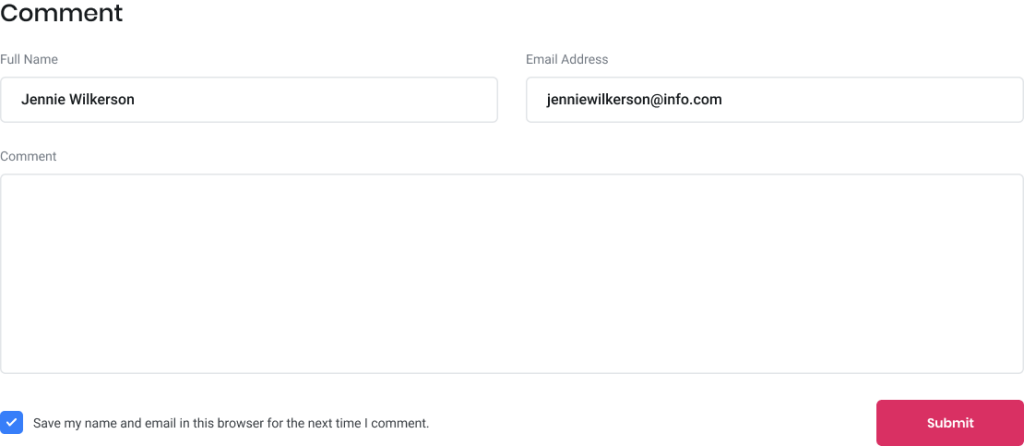 Comment
Full Name
Email Address
Jennie Wilkerson
jenniewilkerson@info.com
Comment
Save my name and email in this browser for the next time I comment.
Submit